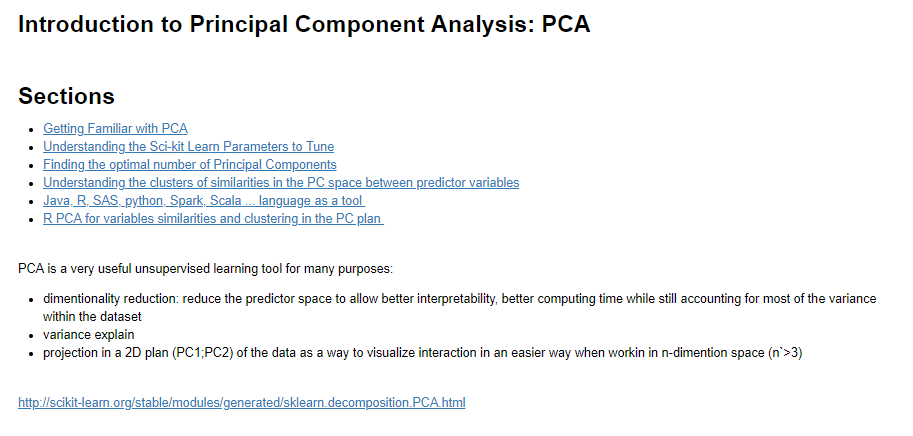 Introduction to Principal Component Analysis: PCA
Sections
Getting Familiar with PCA
Understanding the Sci-kit Learn Parameters to Tune
Finding the optimal number of Principal Components
Understanding the clusters of similarities in the PC space between predictor variables
Java, R, SAS, python, Spark, Scala ... language as a tool
R PCA for variables similarities and clustering in the PC plan
PCA is a very useful unsupervised learning tool for many purposes:
dimentionality reduction: reduce the predictor space to allow better interpretability, better computing time while still accounting for most of the variance
within the dataset
variance explain
projection in a 2D plan (PC1;PC2) of the data as a way to visualize interaction in an easier way when workin in n-dimention space (n`>3)
http://scikit-learn.org/stable/modules/generated/sklearn.decomposition.PCA.html